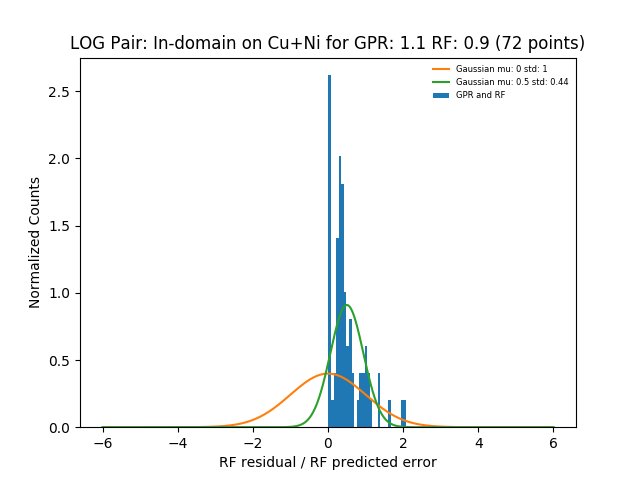 LOG Pair: In-domain on Cu+Ni for GPR: 1.1 RF: 0.9 (72 points)
Gaussian mu: 0 std: 1
Gaussian mu: 0.5 std: 0.44
GPR and RF
Normalized Counts
2.5
2.0
1.5
1.0
0.5
0.0
−6 −4 −2 0 2 4 6
RF residual / RF predicted error